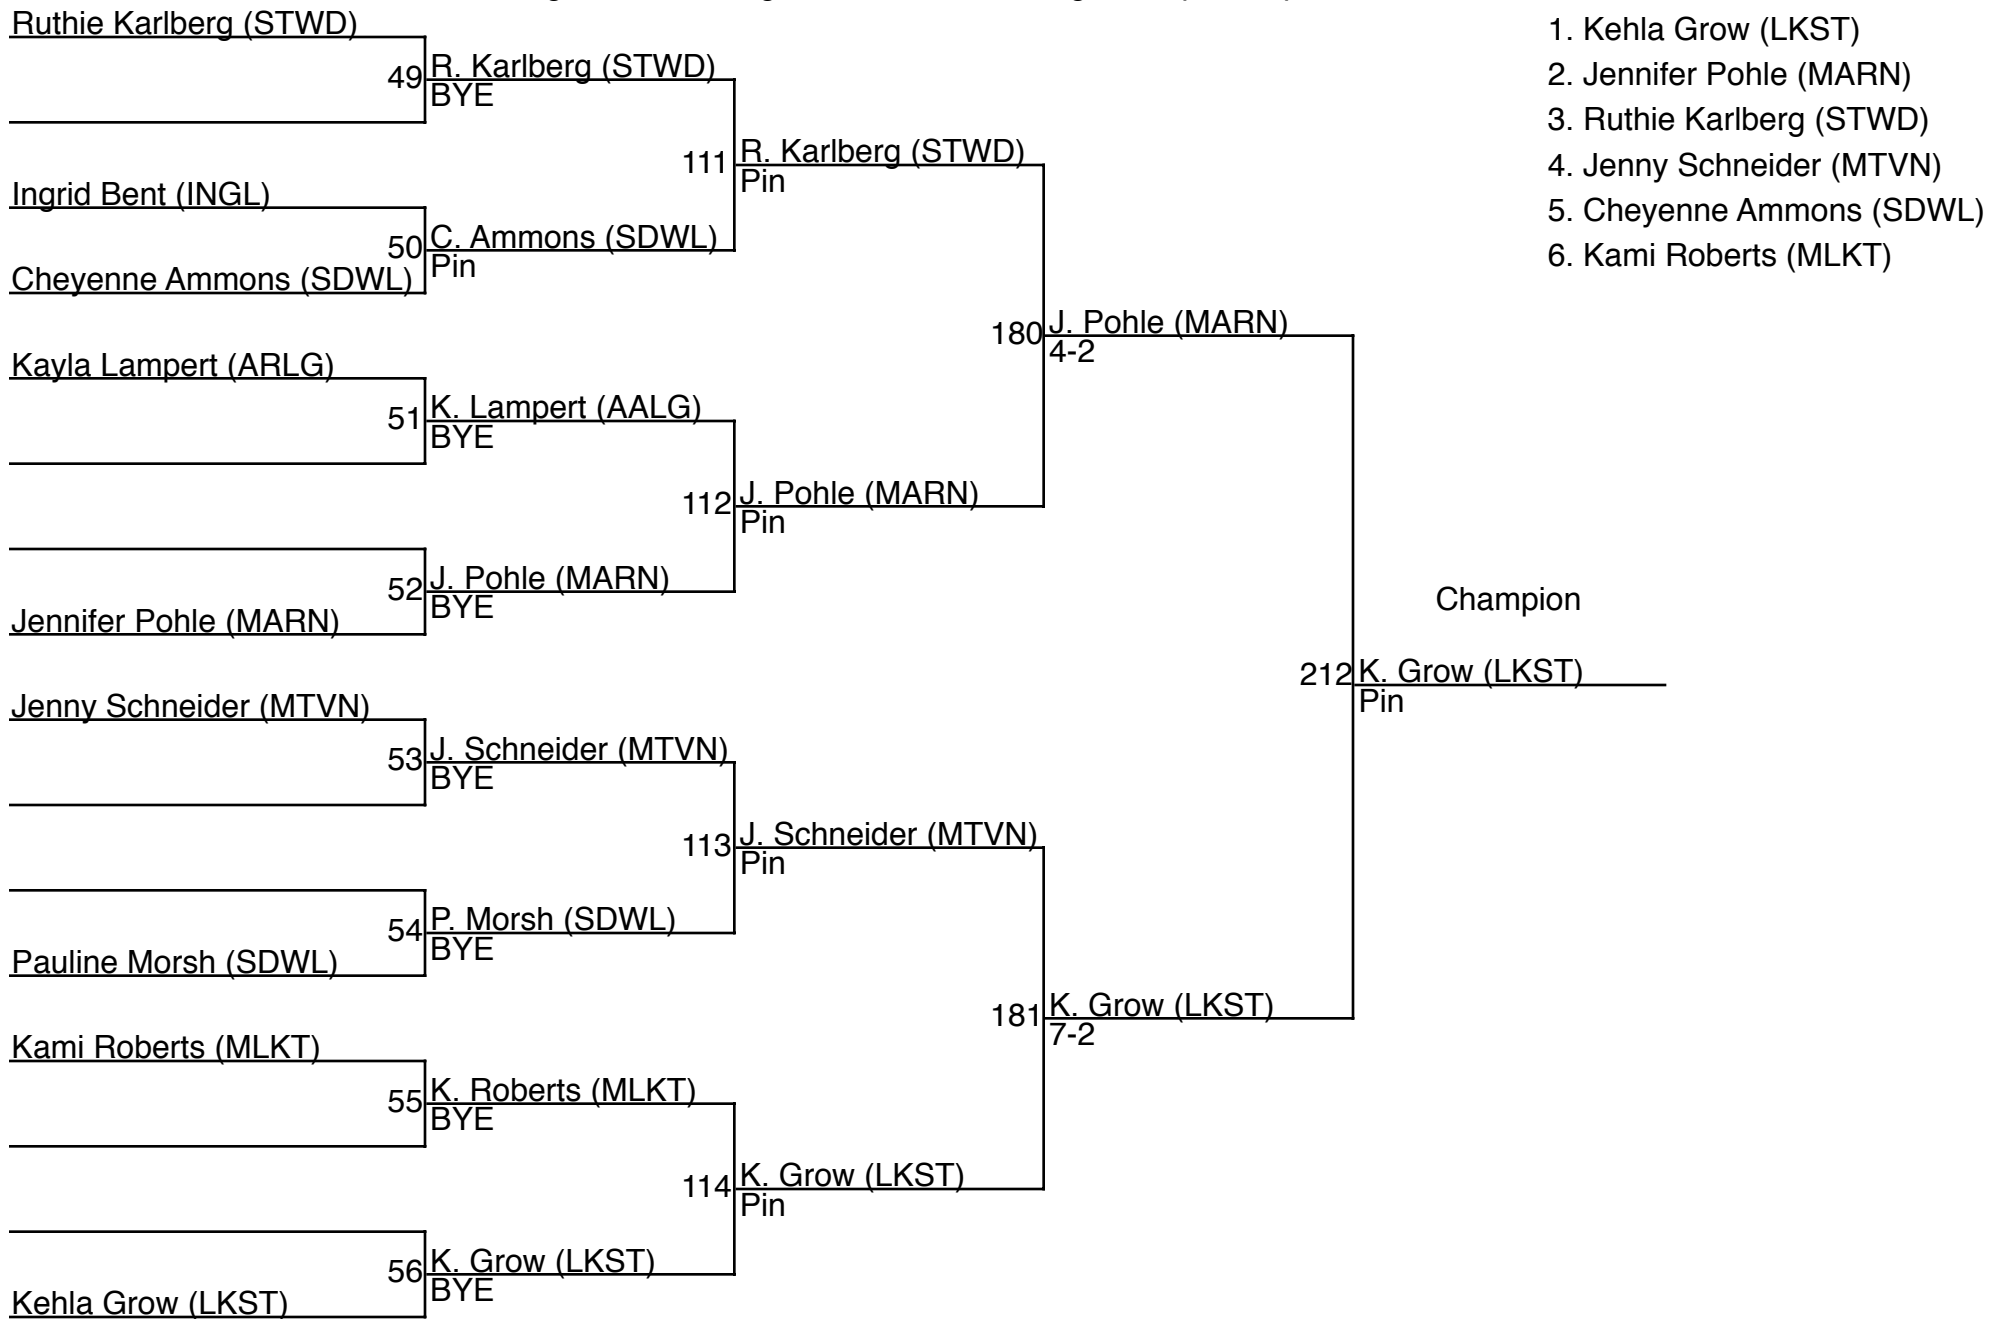 Ruthie Karlberg (STWD)
49
R. Karlberg (STWD)
BYE
111
R. Karlberg (STWD)
Pin
Ingrid Bent (INGL)
50
C. Ammons (SDWL)
Pin
Cheyenne Ammons (SDWL)
180
J. Pohle (MARN)
4-2
Kayla Lampert (ARLG)
51
K. Lampert (AALG)
BYE
112
J. Pohle (MARN)
Pin
52
J. Pohle (MARN)
BYE
Jennifer Pohle (MARN)
Champion
212
K. Grow (LKST)
Pin
Jenny Schneider (MTVN)
53
J. Schneider (MTVN)
BYE
113
J. Schneider (MTVN)
Pin
54
P. Morsh (SDWL)
BYE
Pauline Morsh (SDWL)
181
K. Grow (LKST)
7-2
Kami Roberts (MLKT)
55
K. Roberts (MLKT)
BYE
114
K. Grow (LKST)
Pin
56
K. Grow (LKST)
BYE
Kehla Grow (LKST)
1. Kehla Grow (LKST)
2. Jennifer Pohle (MARN)
3. Ruthie Karlberg (STWD)
4. Jenny Schneider (MTVN)
5. Cheyenne Ammons (SDWL)
6. Kami Roberts (MLKT)